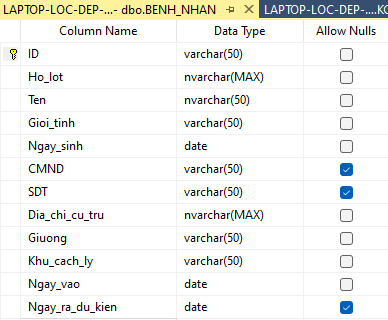 LAPTOP-LOC-DEP-...- dbo.BENH_NHAN LAPTOP-LOC-DEP-....KC
Column Name Data Type Allow Nulls
ID varchar(50)
Ho_lot nvarchar(MAX)
Ten nvarchar(50)
Gioi_tinh varchar(50)
Ngay_sinh date
CMND varchar(50)
SDT varchar(50)
Dia_chi_cu_tru nvarchar(MAX)
Giuong varchar(50)
Khu_cach_ly varchar(50)
Ngay_vao date
Ngay_ra_du_kien date